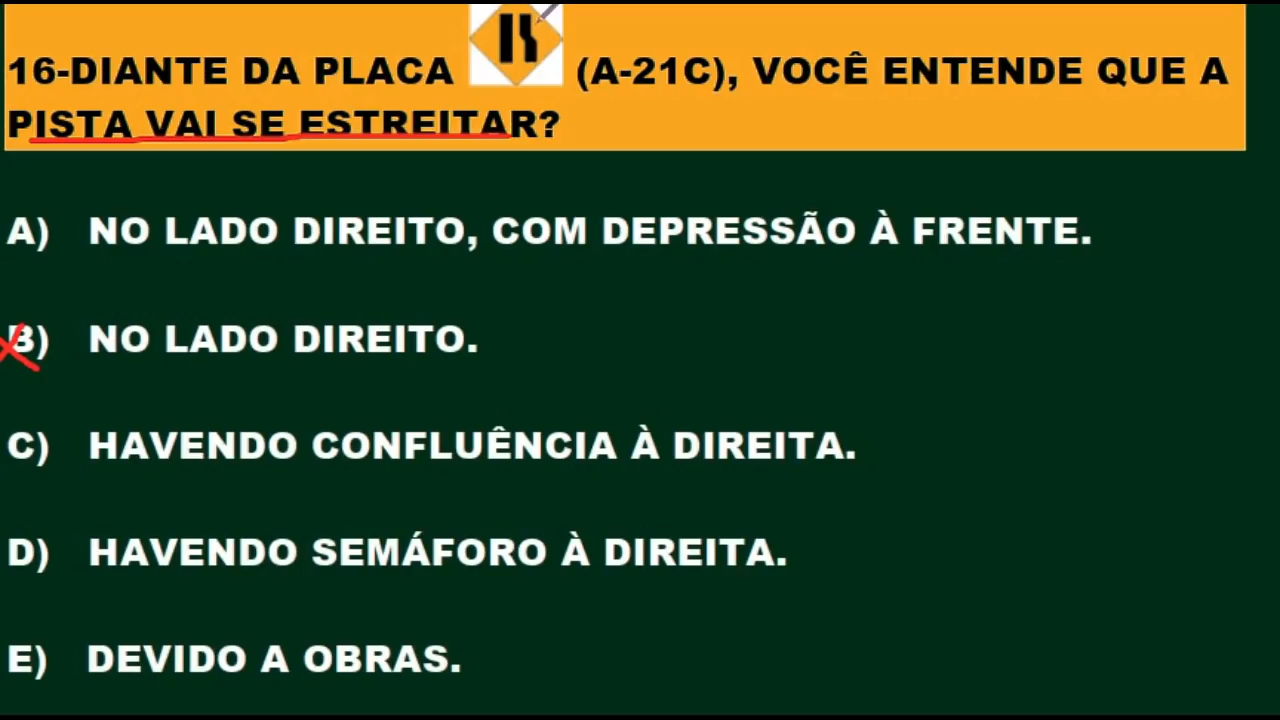 16-DIANTE DA PLACA (A-21C), VOCÊ ENTENDE QUE A
PISTA VAI SE ESTREITAR?
A) NO LADO DIREITO, COM DEPRESSÃO À FRENTE.
B) NO LADO DIREITO.
C) HAVENDO CONFLUÊNCIA À DIREITA.
D) HAVENDO SEMÁFORO À DIREITA.
E) DEVIDO A OBRAS.